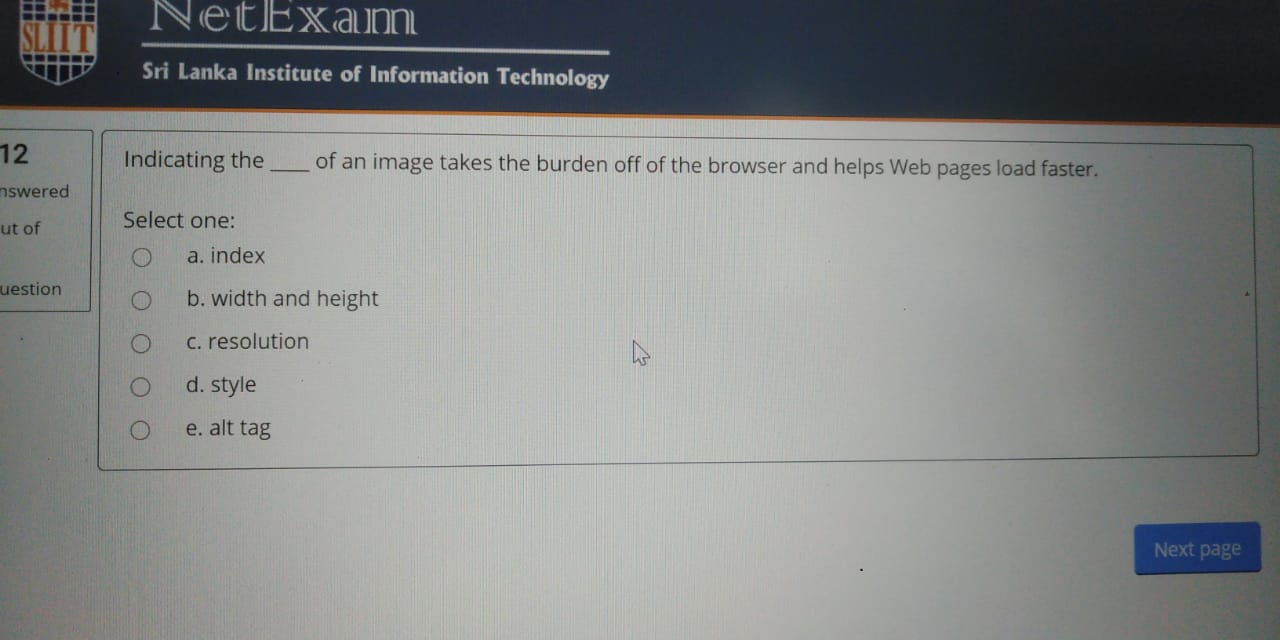 NetExam
SLIIT
Sri Lanka Institute of Information Technology
12
nswered
ut of
uestion
Indicating the ____ of an image takes the burden off of the browser and helps Web pages load faster.
Select one:
a. index
b. width and height
c. resolution
d. style
e. alt tag
Next page